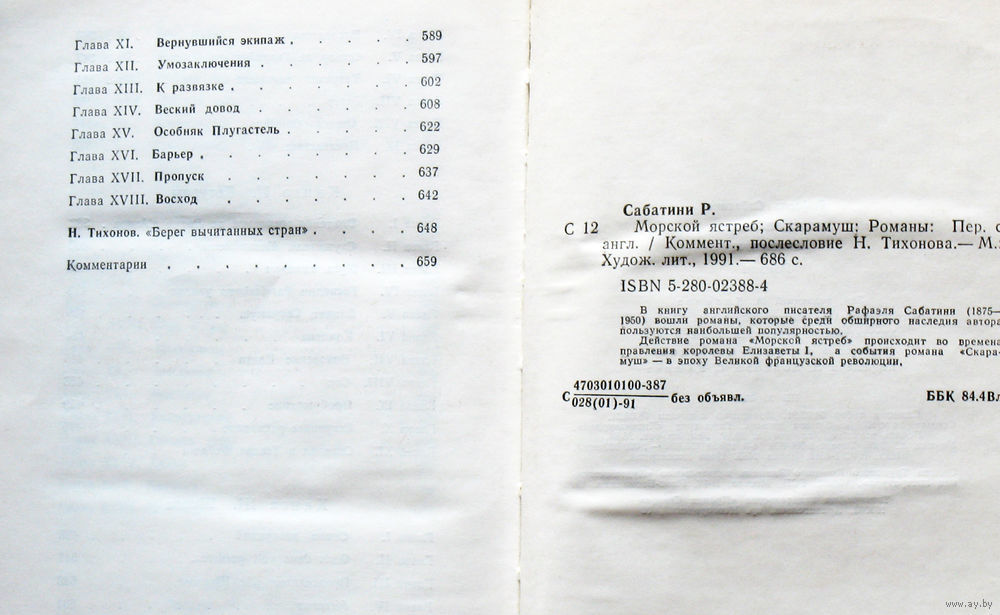 Глава XI. Вернувшийся экипаж . . . . . 589
Глава XII. Умозаключения . . . . . . 597
Глава XIII. К развязке . . . . . . . 602
Глава XIV. Веский довод . . . . . . 608
Глава XV. Особняк Плугастель . . . . . 622
Глава XVI. Барьер . . . . . . . . 629
Глава XVII. Пропуск . . . . . . . 637
Глава XVIII. Восход . . . . . . . 642
Н. Тихонов. «Берег вычитанных стран» . . . . 648
Комментарии . . . . . . . . . 659
Сабатини Р.
С 12 Морской ястреб; Скарамуш: Романы: Пер. с
англ. / Коммент., послесловие Н. Тихонова.— М.:
Худож. лит., 1991.— 686 с.
ISBN 5-280-02388-4
В книгу английского писателя Рафаэля Сабатини (1875—
1950) вошли романы, которые среди обширного наследия автора
пользуются наибольшей популярностью.
Действие романа «Морской ястреб» происходит во времена
правления королевы Елизаветы I, а события романа «Скара-
муш» — в эпоху Великой французской революции.
С 4703010100-387
028(01)-91 без объявл.
ББК 84.4Вл
www.ay.by